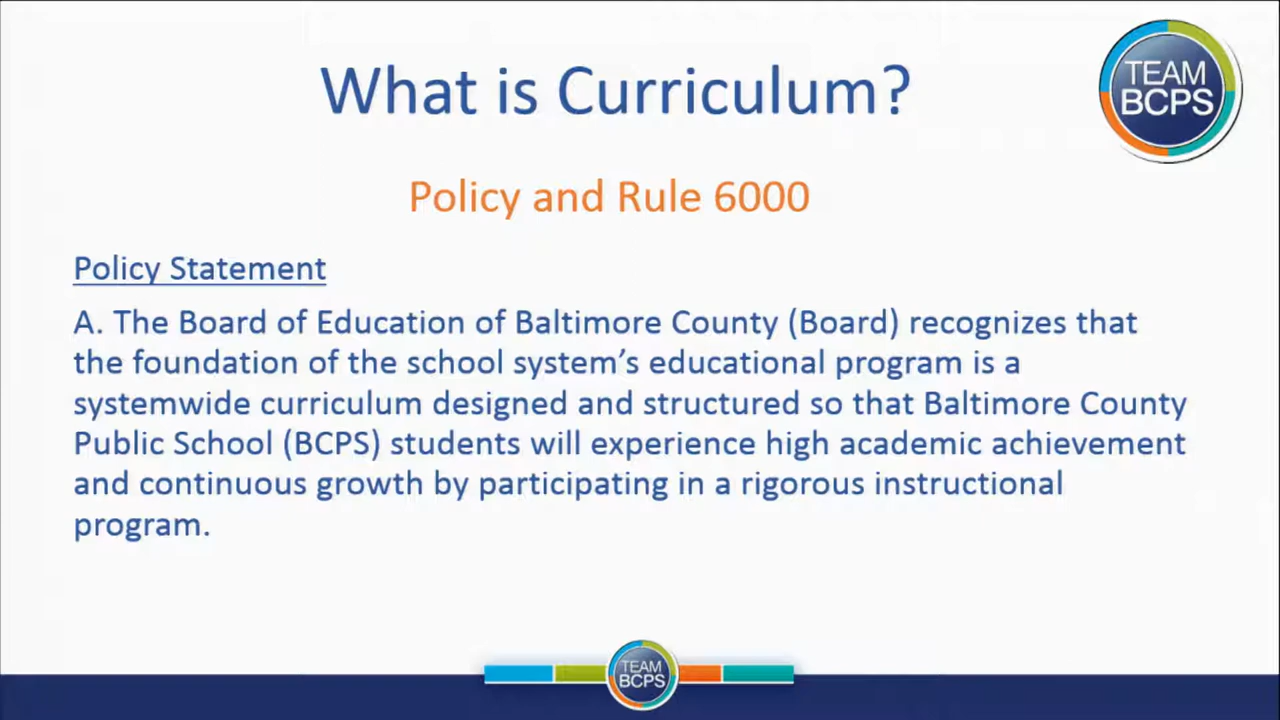 What is Curriculum?
TEAM
BCPS
Policy and Rule 6000
Policy Statement
A. The Board of Education of Baltimore County (Board) recognizes that
the foundation of the school system’s educational program is a
systemwide curriculum designed and structured so that Baltimore County
Public School (BCPS) students will experience high academic achievement
and continuous growth by participating in a rigorous instructional
program.
TEAM
BCPS